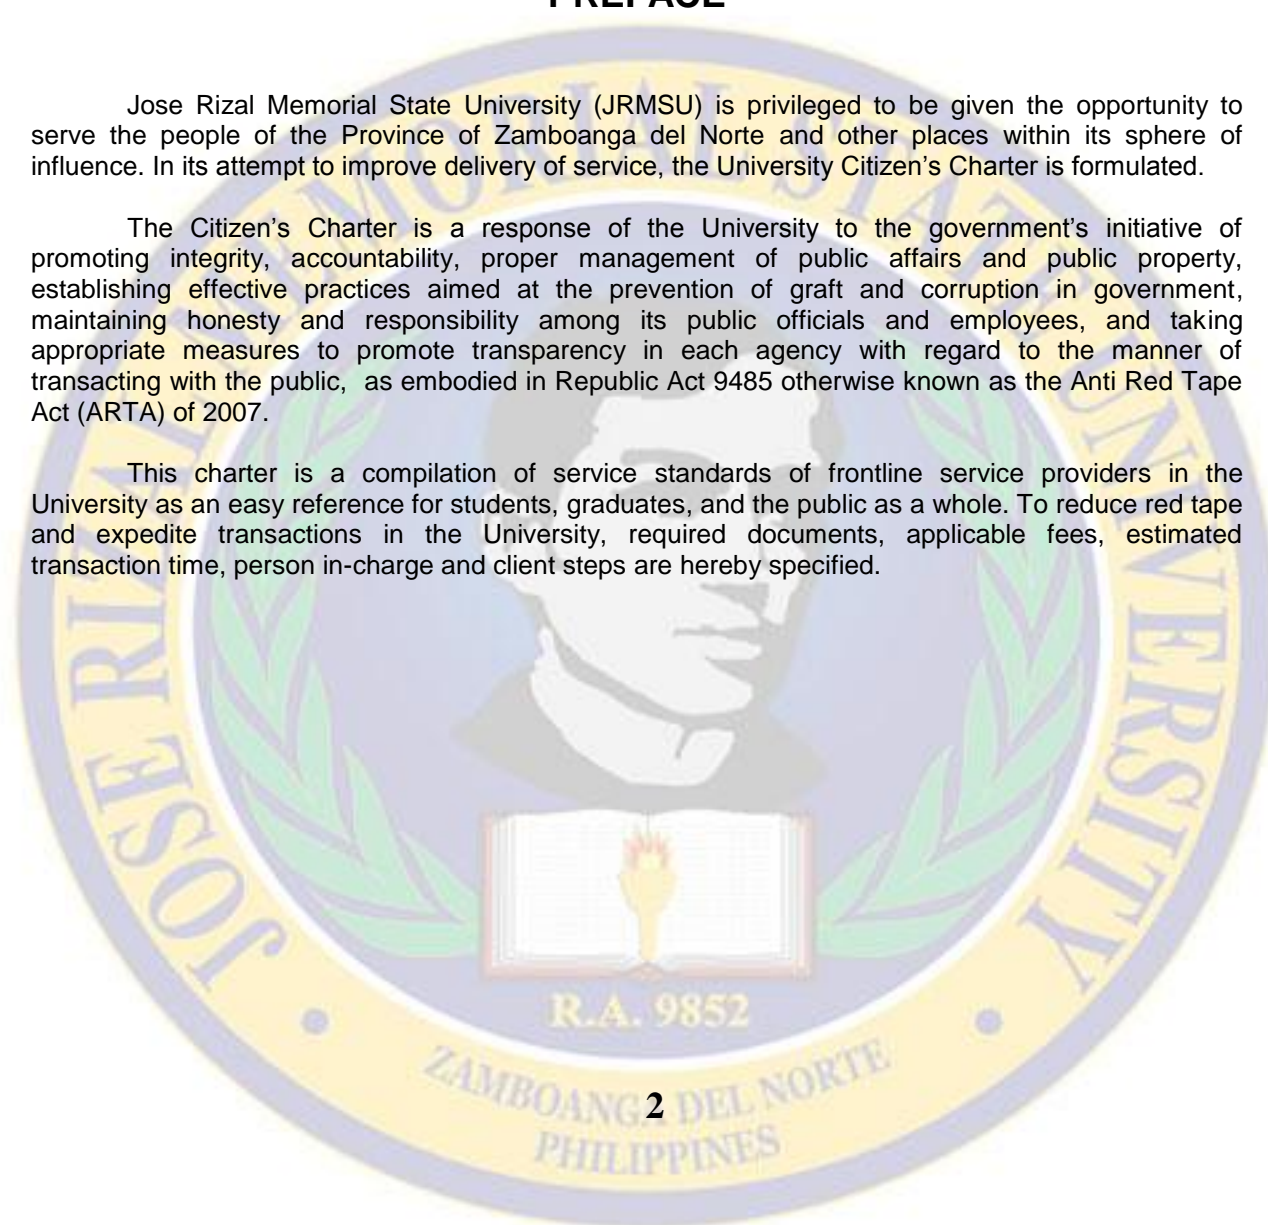 PREFACE
Jose Rizal Memorial State University (JRMSU) is privileged to be given the opportunity to
serve the people of the Province of Zamboanga del Norte and other places within its sphere of
influence. In its attempt to improve delivery of service, the University Citizen’s Charter is formulated.
The Citizen’s Charter is a response of the University to the government’s initiative of
promoting integrity, accountability, proper management of public affairs and public property,
establishing effective practices aimed at the prevention of graft and corruption in government,
maintaining honesty and responsibility among its public officials and employees, and taking
appropriate measures to promote transparency in each agency with regard to the manner of
transacting with the public, as embodied in Republic Act 9485 otherwise known as the Anti Red Tape
Act (ARTA) of 2007.
This charter is a compilation of service standards of frontline service providers in the
University as an easy reference for students, graduates, and the public as a whole. To reduce red tape
and expedite transactions in the University, required documents, applicable fees, estimated
transaction time, person in-charge and client steps are hereby specified.
JOSE RIZAL MEMORIAL STATE UNIVERSITY
R.A. 9852
ZAMBOANGA DEL NORTE
PHILIPPINES
2